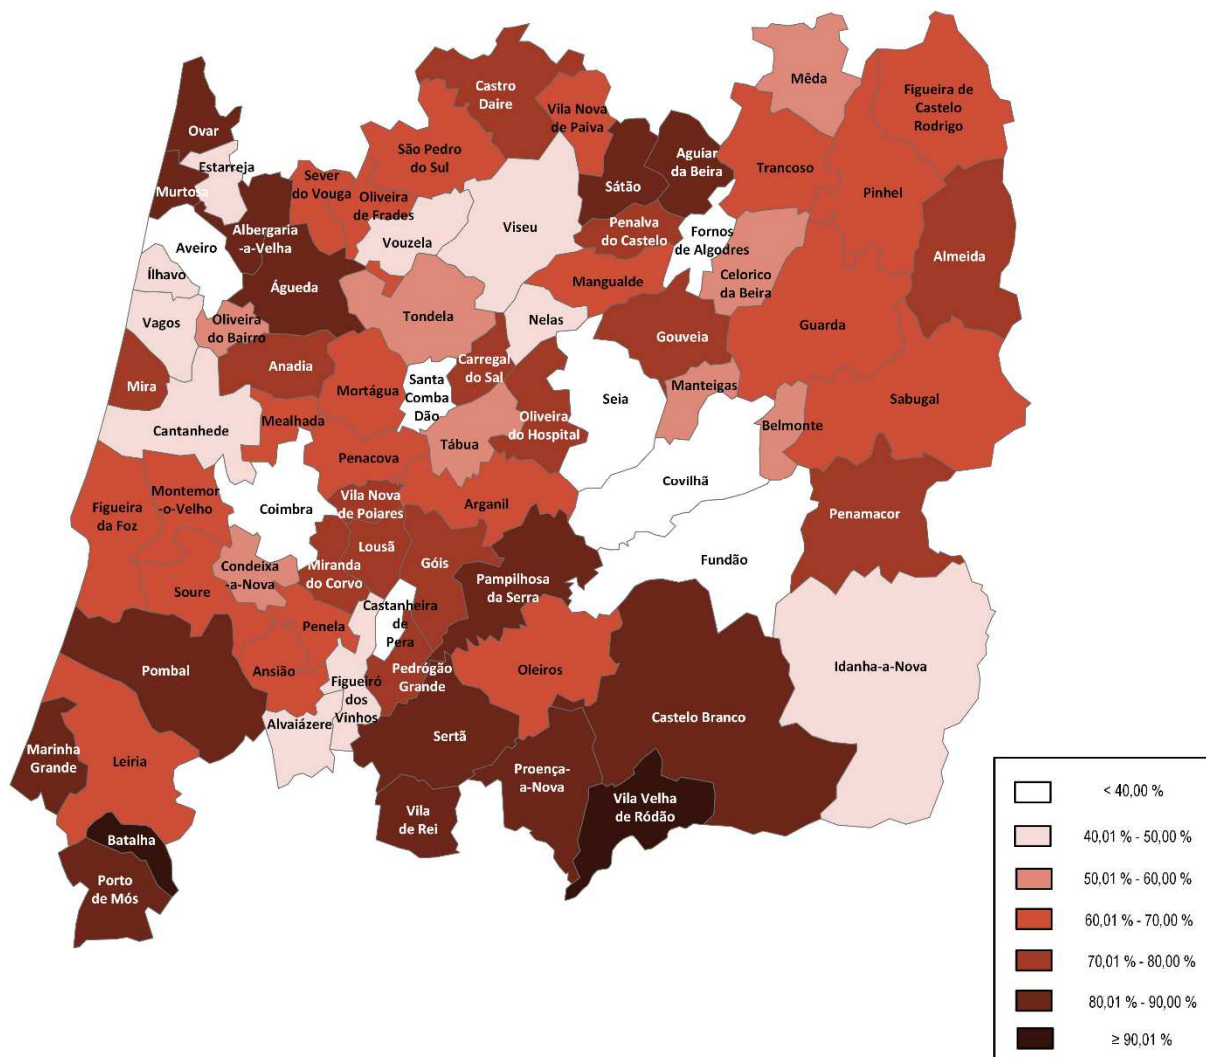 Mêda
Figueira de
Castelo
Rodrigo
Castro
Daire
Vila Nova
de Paiva
Ovar
São Pedro
do Sul
Aguiar
da Beira
Trancoso
Estarreja
Sever
do Vouga
Sátão
Pinhel
Murtosa
Oliveira
de Frades
Albergaria
-a-Velha
Viseu
Penalva
do Castelo
Fornos
de Algodres
Aveiro
Vouzela
Almeida
Ílhavo
Águeda
Mangualde
Celorico
da Beira
Vagos
Oliveira
do Bairro
Tondela
Nelas
Guarda
Gouveia
Anadia
Carregal
do Sal
Mira
Mortágua
Santa
Comba
Dão
Manteigas
Seia
Sabugal
Cantanhede
Mealhada
Oliveira
do Hospital
Belmonte
Tábua
Penacova
Covilhã
Montemor
-o-Velho
Vila Nova
de Poiares
Arganil
Figueira
da Foz
Coimbra
Penamacor
Lousã
Góis
Fundão
Condeixa
-a-Nova
Miranda
do Corvo
Soure
Pampilhosa
da Serra
Castanheira
de
Pera
Penela
Pombal
Ansião
Pedrógão
Grande
Oleiros
Idanha-a-Nova
Figueiró
dos
Vinhos
Alvaiázere
Castelo Branco
Sertã
Marinha
Grande
Leiria
Proença-
a-Nova
Vila Velha
de Ródão
Vila
de Rei
Batalha
Porto
de Mós
< 40,00 %
40,01 % - 50,00 %
50,01 % - 60,00 %
60,01 % - 70,00 %
70,01 % - 80,00 %
80,01 % - 90,00 %
≥ 90,01 %